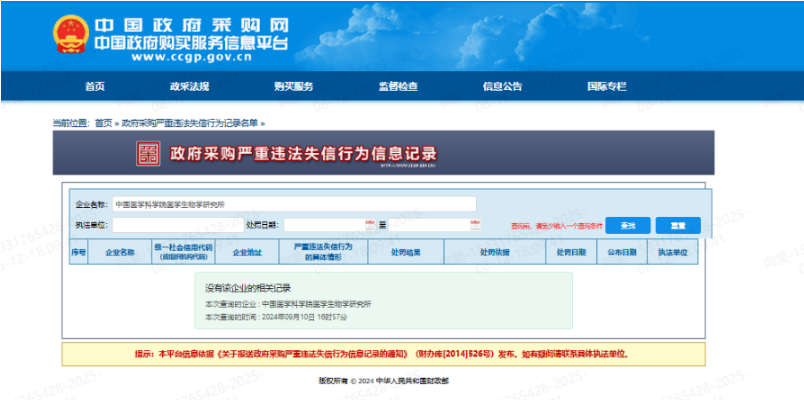 中国政府采购网
中国政府购买服务信息平台
www.ccgp.gov.cn
首页 政采法规 购买服务 监督检查 信息公告 国际专栏
当前位置：首页 » 政府采购严重违法失信行为记录名单 »
政府采购严重违法失信行为信息记录
企业名称： 中国医学科学院医学生物学研究所
执法单位： 处罚日期： 至 查询前，请至少输入一个查询条件 查找 重置
序号 企业名称 统一社会信用代码 (或组织机构代码) 企业地址 严重违法失信行为 的具体情形 处罚结果 处罚依据 处罚日期 公布日期 执法单位
没有该企业的相关记录
本次查询的企业：中国医学科学院医学生物学研究所
本次查询的时间：2024年09月10日 16时57分
提示：本平台信息依据《关于报送政府采购严重违法失信行为信息记录的通知》（财办库[2014]526号）发布，如有疑问请联系具体执法单位。
版权所有 © 2024 中华人民共和国财政部